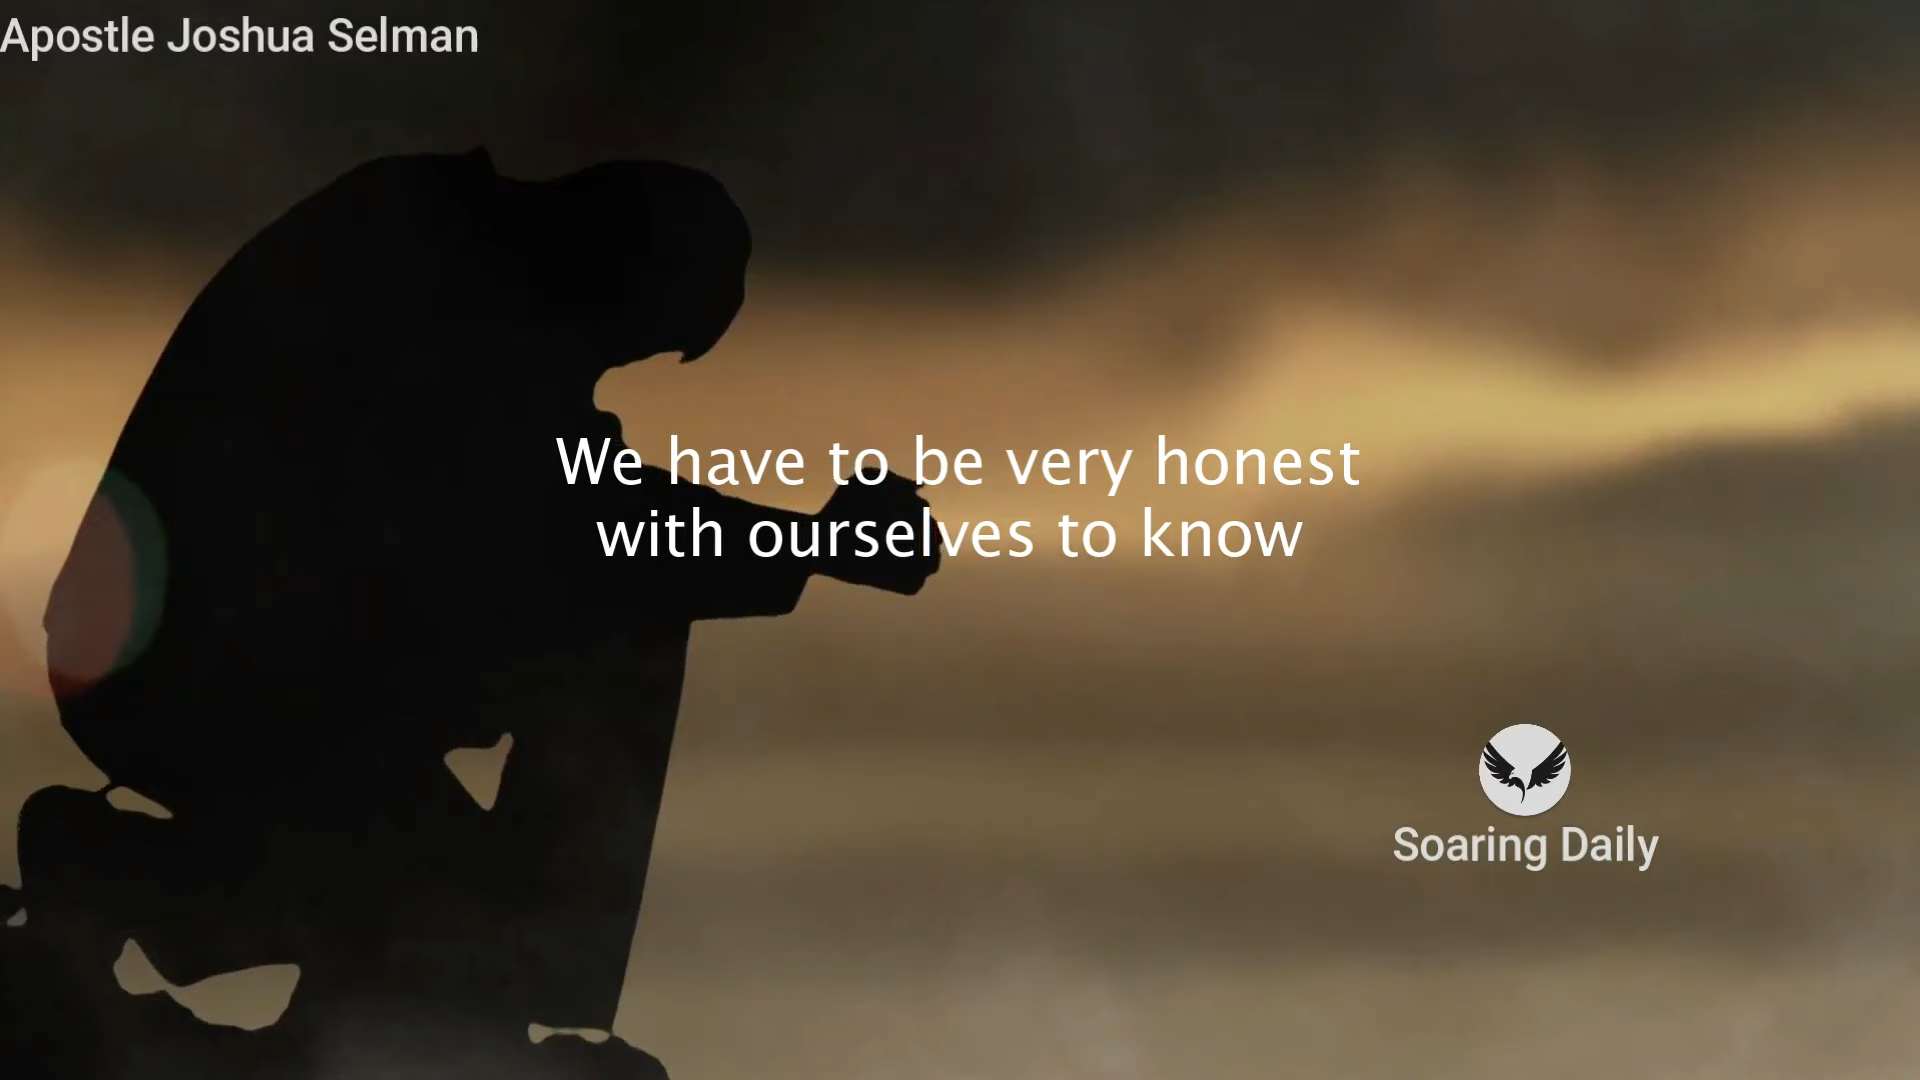 Apostle Joshua Selman
We have to be very honest
with ourselves to know
Soaring Daily